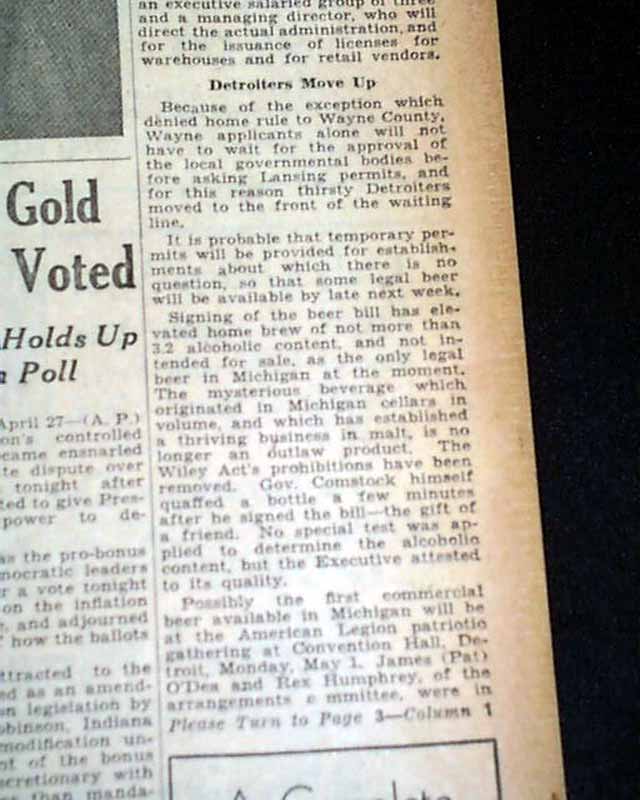 Gold
Voted
Holds Up
Poll
April 27—(A. P.)
on's controlled
came ensnarled
te dispute over
tonight after
ted to give Pres-
power to de-
as the pro-bonus
mocratic leaders
r a vote tonight
on the inflation
, and adjourned
how the ballots
ttracted to the
ed as an amend-
n legislation by
obinson, Indiana
modification un-
nt of the bonus
scretionary with
than manda-
an executive salaried group of three
and a managing director, who will
direct the actual administration, and
for the issuance of licenses for
warehouses and for retail vendors.
Detroiters Move Up
Because of the exception which
denied home rule to Wayne County,
Wayne applicants alone will not
have to wait for the approval of
the local governmental bodies be-
fore asking Lansing permits, and
for this reason thirsty Detroiters
moved to the front of the waiting
line.
It is probable that temporary per-
mits will be provided for establish-
ments about which there is no
question, so that some legal beer
will be available by late next week.
Signing of the beer bill has ele-
vated home brew of not more than
3.2 alcoholic content, and not in-
tended for sale, as the only legal
beer in Michigan at the moment.
The mysterious beverage which
originated in Michigan cellars in
volume, and which has established
a thriving business in malt, is no
longer an outlaw product. The
Wiley Act's prohibitions have been
removed. Gov. Comstock himself
quaffed a bottle a few minutes
after he signed the bill—the gift of
a friend. No special test was ap-
plied to determine the alcoholic
content, but the Executive attested
to its quality.
Possibly the first commercial
beer available in Michigan will be
at the American Legion patriotic
gathering at Convention Hall, De-
troit, Monday, May 1. James (Pat)
O'Dea and Rex Humphrey, of the
arrangements c mmittee, were in
Please Turn to Page 3—Column 1
A Complete